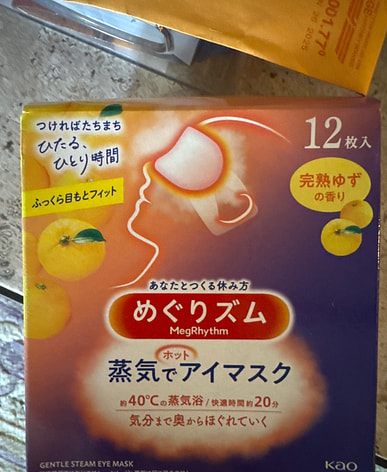 001.77⁰
26 2025
つければたちまち
ひたる、
ひとり時間
ふっくら目もとフィット
12枚入
完熟ゆず
の香り
あなたとつくる休み方
めぐりズム
MegRhythm
ホット
蒸気でアイマスク
約40℃の蒸気浴/快適時間約20分
気分まで奥からほぐれていく
GENTLE STEAM EYE MASK
Kao